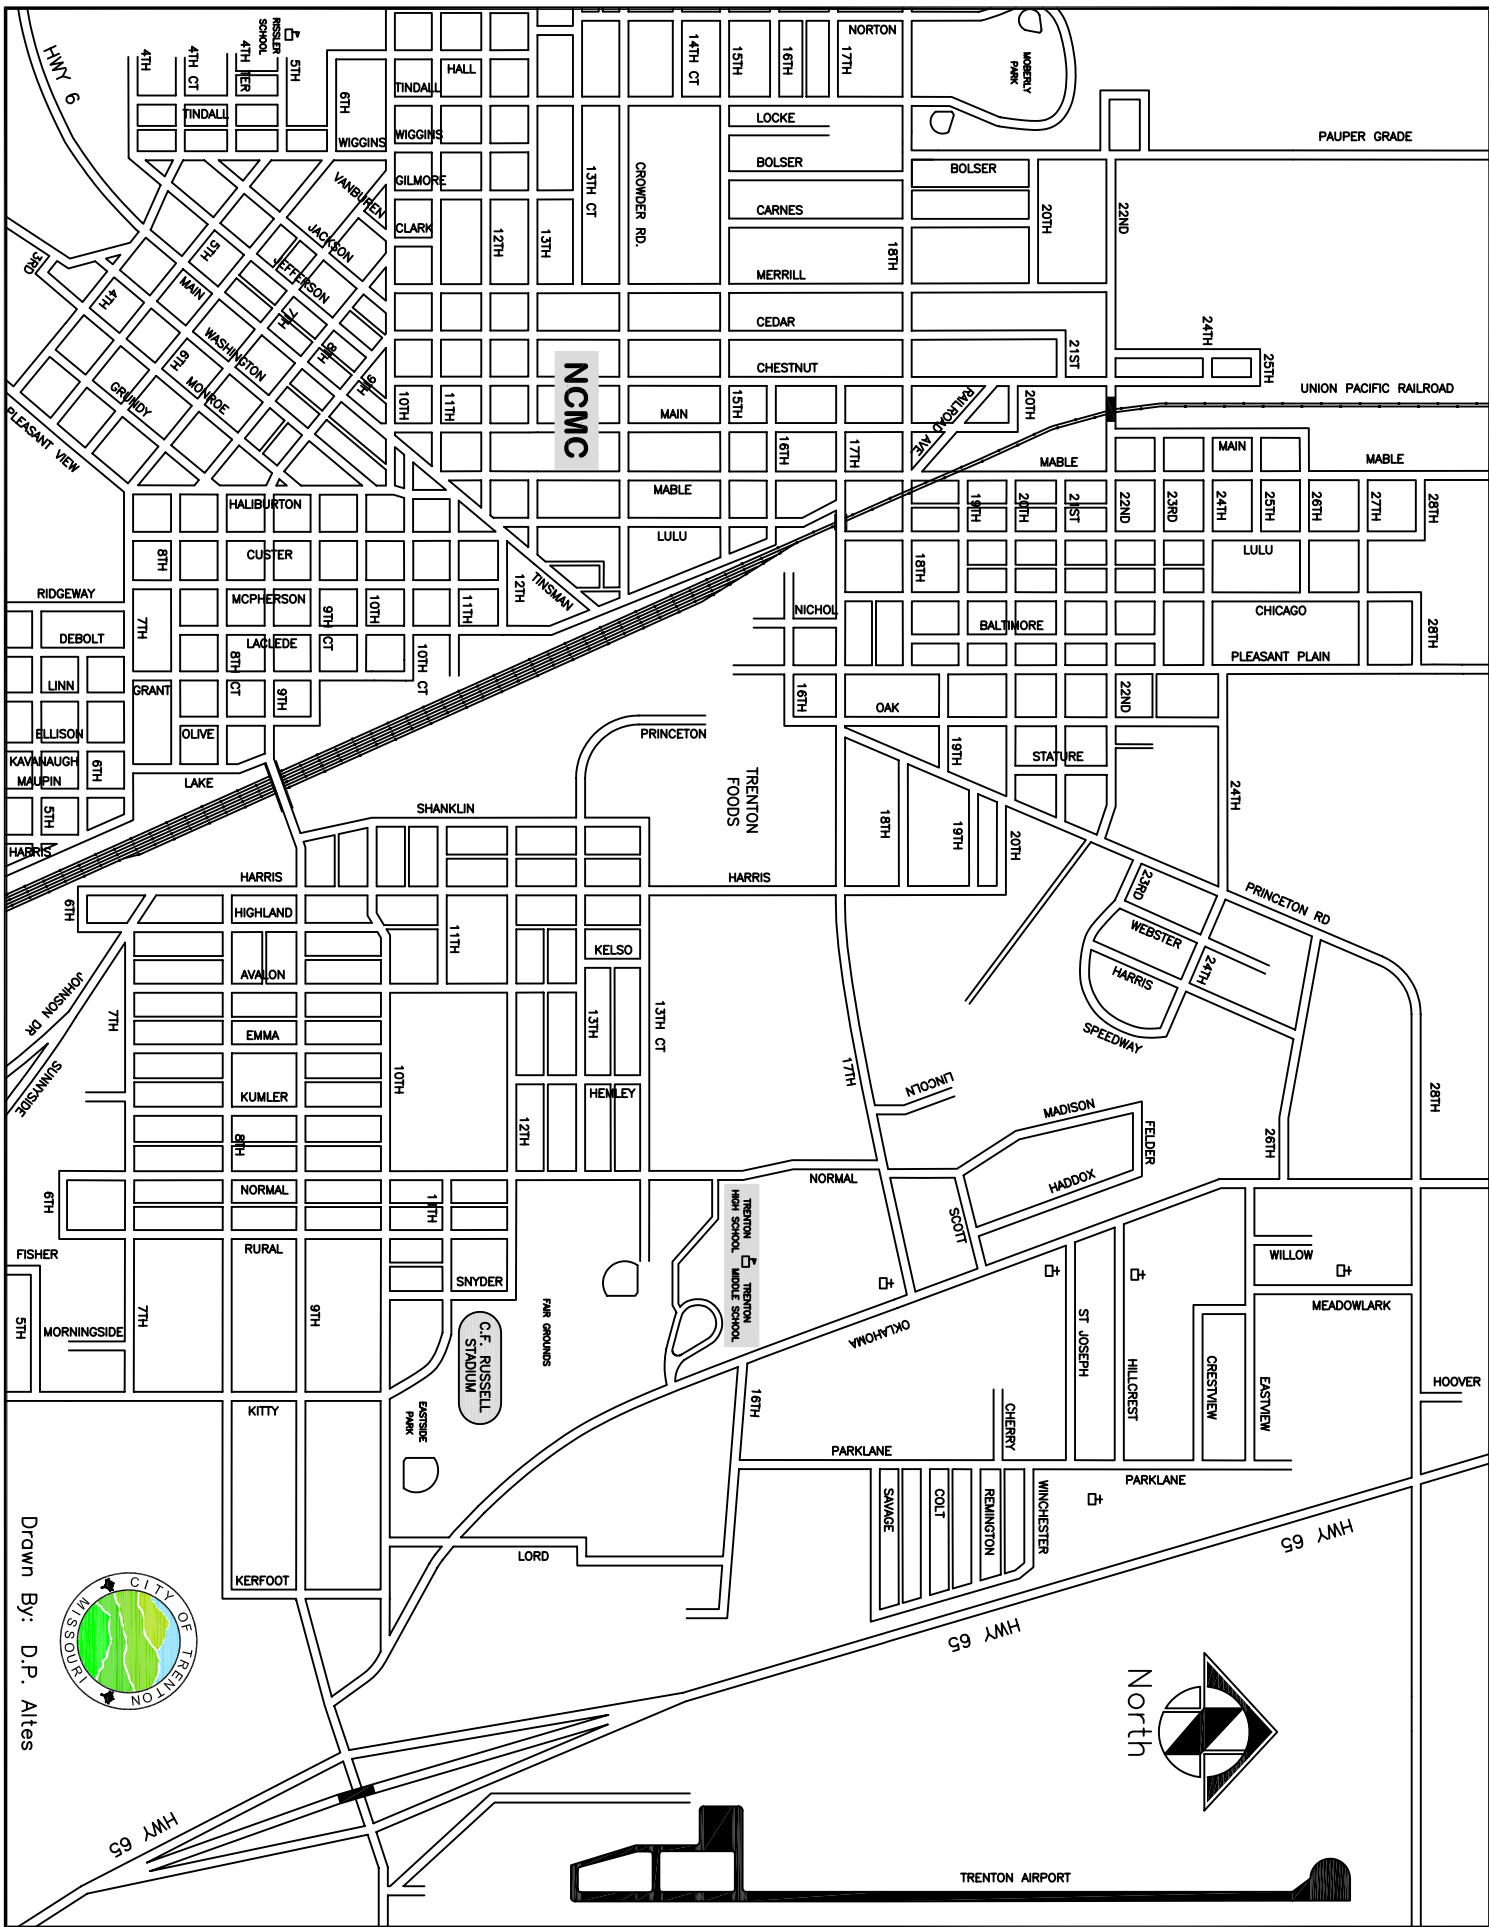 NORTON
MOBERLY
PARK
RISSLER
SCHOOL
HWY 6
4TH
4TH CT
4TH TER
5TH
6TH
TINDALL
HALL
14TH CT
15TH
16TH
17TH
TINDALL
WIGGINS
WIGGINS
LOCKE
BOLSER
BOLSER
PAUPER GRADE
VANBUREN
GILMORE
13TH CT
CROWDER RD.
CARNES
20TH
22ND
JACKSON
CLARK
12TH
13TH
18TH
3RD
5TH
JEFFERSON
MERRILL
4TH
MAIN
7TH
CEDAR
24TH
WASHINGTON
8TH
CHESTNUT
21ST
25TH
6TH
9TH
UNION PACIFIC RAILROAD
GRUNDY
MONROE
10TH
11TH
NCMC
MAIN
15TH
RAILROAD AVE
20TH
PLEASANT VIEW
16TH
17TH
MABLE
MAIN
MABLE
HALIBURTON
MABLE
19TH
20TH
21ST
22ND
23RD
24TH
25TH
26TH
27TH
28TH
8TH
CUSTER
LULU
18TH
LULU
RIDGEWAY
MCPHERSON
10TH
11TH
12TH
TINSMAN
NICHOL
CHICAGO
DEBOLT
7TH
LACLEDE
9TH CT
BALTIMORE
28TH
LINN
GRANT
8TH CT
9TH
10TH CT
16TH
OAK
22ND
PLEASANT PLAIN
ELLISON
OLIVE
PRINCETON
KAVANAUGH
6TH
MAUPIN
LAKE
TRENTON
FOODS
19TH
STATURE
24TH
5TH
SHANKLIN
18TH
19TH
20TH
HARRIS
HARRIS
HARRIS
23RD
PRINCETON RD
6TH
HIGHLAND
11TH
KELSO
WEBSTER
AVALON
HARRIS
24TH
JOHNSON DR
7TH
EMMA
13TH
13TH CT
SPEEDWAY
SUNNYSIDE
10TH
17TH
LINCOLN
KUMLER
HEMLEY
MADISON
28TH
8TH
12TH
FELDER
26TH
6TH
NORMAL
NORMAL
HADDOX
11TH
TRENTON
HIGH SCHOOL
TRENTON
MIDDLE SCHOOL
SCOTT
FISHER
RURAL
WILLOW
SNYDER
5TH
MORNINGSIDE
7TH
9TH
FAIR GROUNDS
OKLAHOMA
MEADOWLARK
C.F. RUSSELL
STADIUM
ST JOSEPH
HILLCREST
CRESTVIEW
EASTVIEW
HOOVER
KITTY
EASTSIDE
PARK
16TH
CHERRY
PARKLANE
PARKLANE
SAVAGE
COLT
REMINGTON
WINCHESTER
HWY 65
KERFOOT
LORD
HWY 65
Drawn By: D.P. Altes
CITY OF TRENTON
MISSOURI
North
HWY 65
TRENTON AIRPORT